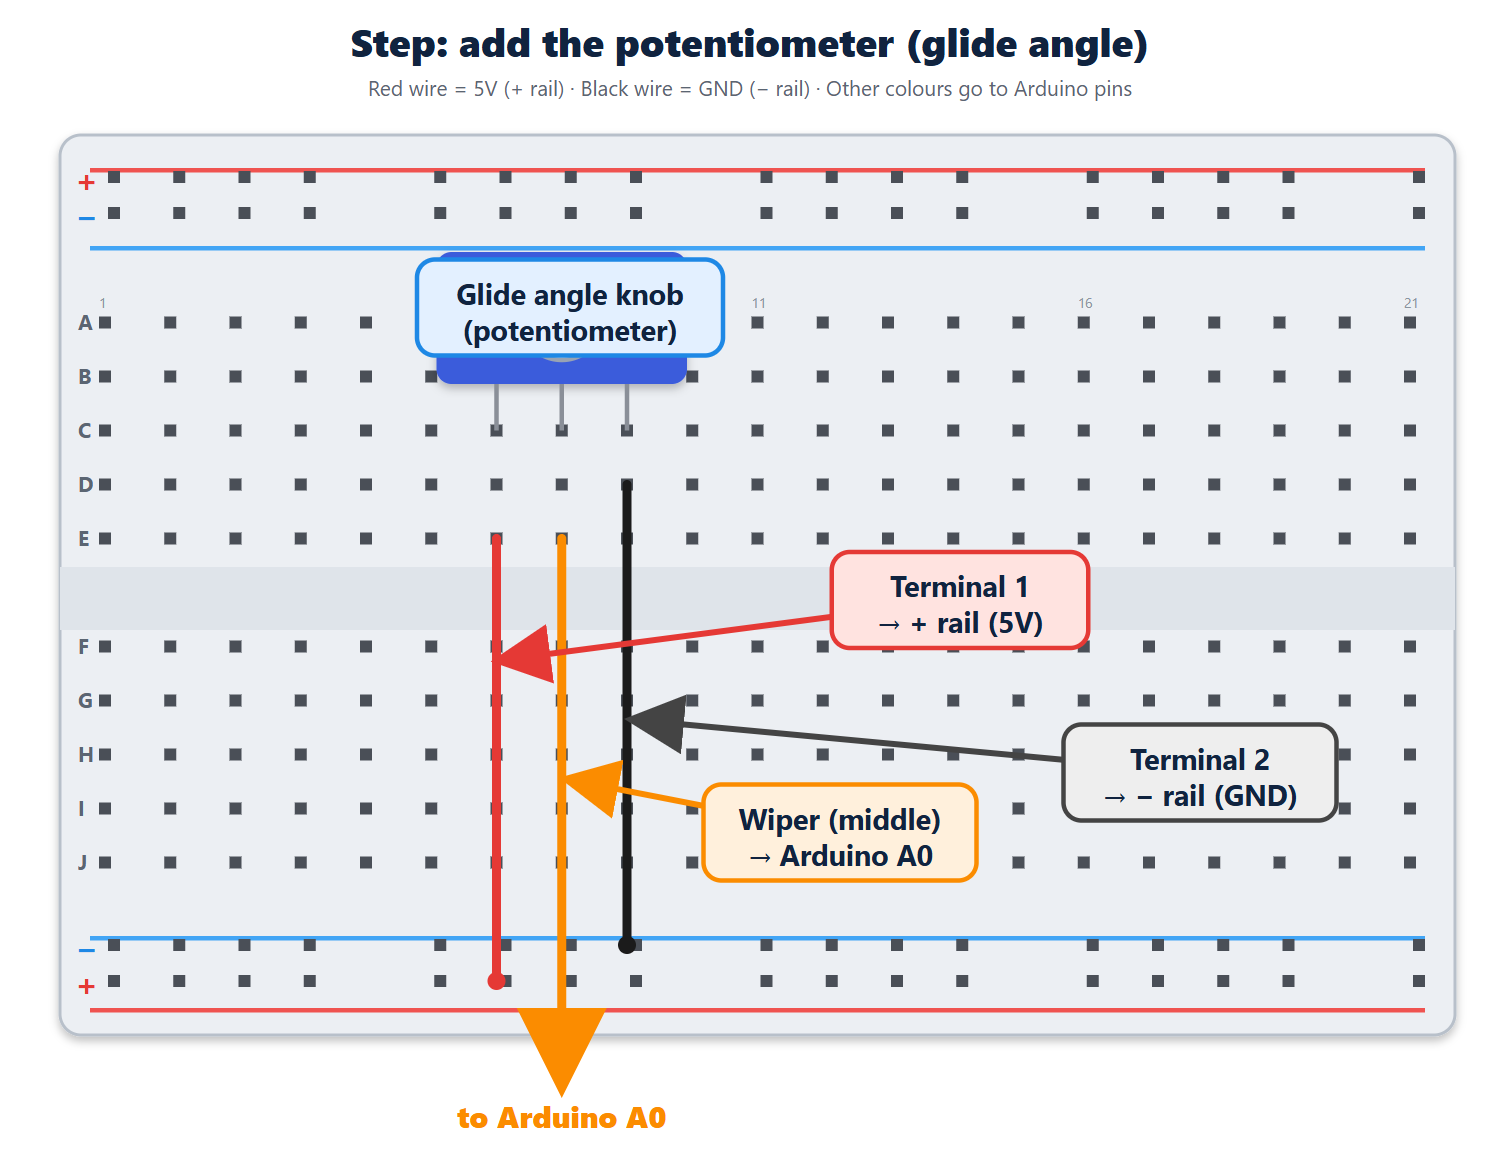 Step: add the potentiometer (glide angle)
Red wire = 5V (+ rail) · Black wire = GND (− rail) · Other colours go to Arduino pins
+
−
Glide angle knob
(potentiometer)
1
11
16
21
A
B
C
D
E
Terminal 1
→ + rail (5V)
F
G
H
Terminal 2
→ − rail (GND)
I
Wiper (middle)
→ Arduino A0
J
−
+
to Arduino A0